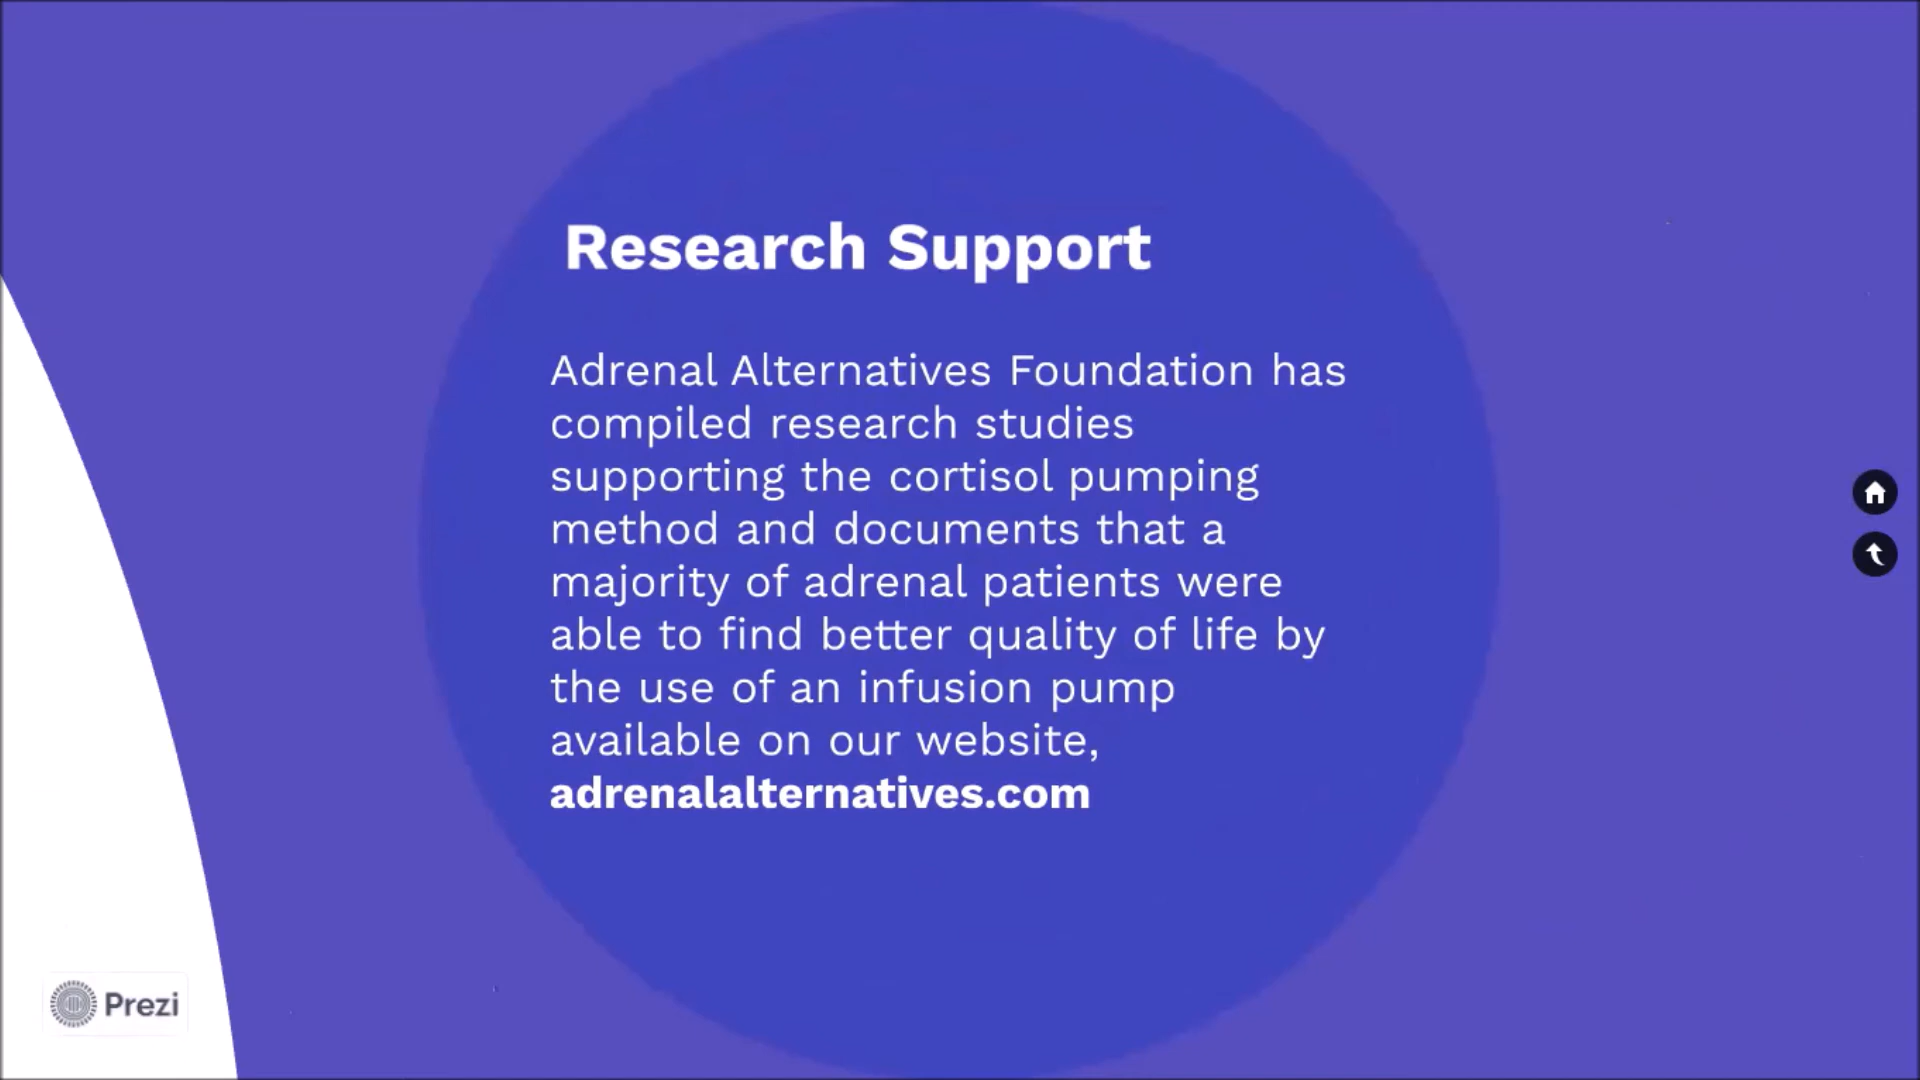 Research Support
Adrenal Alternatives Foundation has
compiled research studies
supporting the cortisol pumping
method and documents that a
majority of adrenal patients were
able to find better quality of life by
the use of an infusion pump
available on our website,
adrenalalternatives.com
Prezi